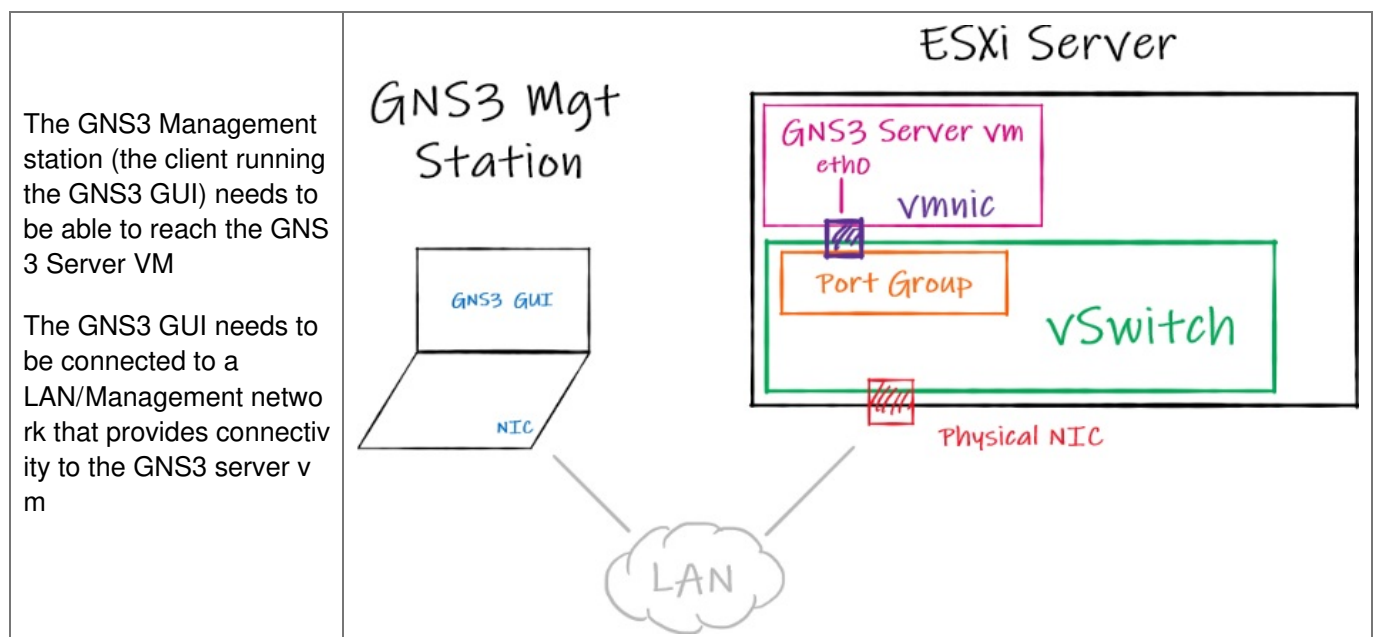 The GNS3 Management
station (the client running
the GNS3 GUI) needs to
be able to reach the GNS
3 Server VM
The GNS3 GUI needs to
be connected to a
LAN/Management netwo
rk that provides connectiv
ity to the GNS3 server v
m
GNS3 Mgt
Station
GNS3 GUI
NIC
LAN
ESXi Server
GNS3 Server vm
eth0
vmnic
Port Group
vSwitch
Physical NIC